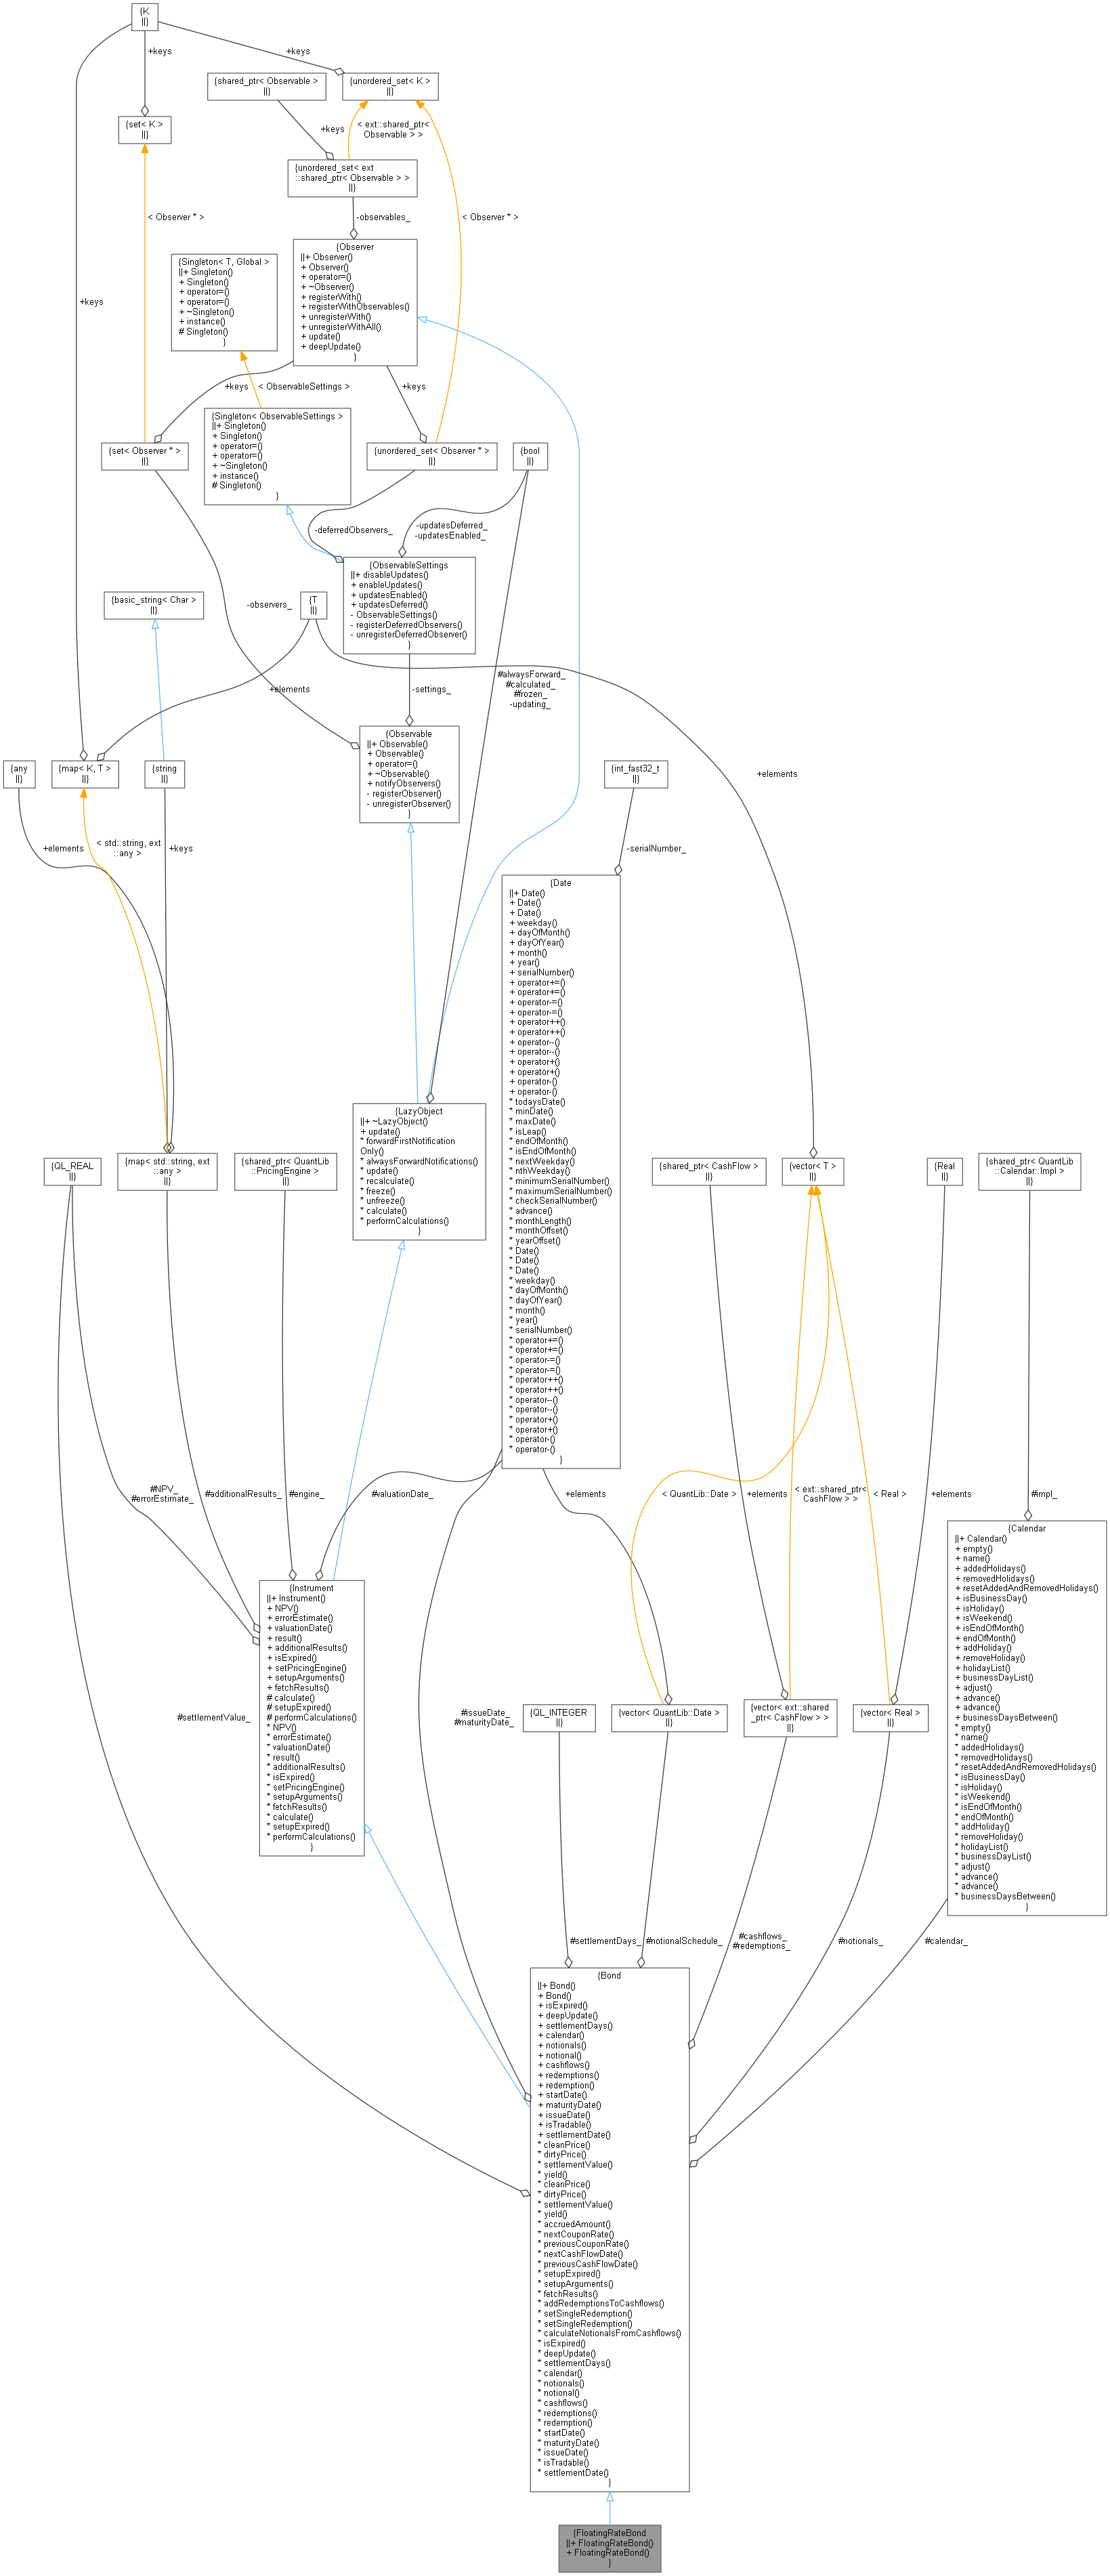 {K
||}
+keys
+keys
{shared_ptr< Observable >
||}
{unordered_set< K >
||}
{set< K >
||}
+keys
< ext::shared_ptr<
Observable > >
{unordered_set< ext
::shared_ptr< Observable > >
||}
< Observer * >
-observables_
< Observer * >
{Observer
||+ Observer()
+ Observer()
+ operator=()
+ ~Observer()
+ registerWith()
+ registerWithObservables()
+ unregisterWith()
+ unregisterWithAll()
+ update()
+ deepUpdate()
}
{Singleton< T, Global >
||+ Singleton()
+ Singleton()
+ operator=()
+ operator=()
+ ~Singleton()
+ instance()
# Singleton()
}
+keys
+keys
< ObservableSettings >
+keys
{Singleton< ObservableSettings >
||+ Singleton()
+ Singleton()
+ operator=()
+ operator=()
+ ~Singleton()
+ instance()
# Singleton()
}
{set< Observer * >
||}
{unordered_set< Observer * >
||}
{bool
||}
-deferredObservers_
-updatesDeferred_
-updatesEnabled_
{ObservableSettings
||+ disableUpdates()
+ enableUpdates()
+ updatesEnabled()
+ updatesDeferred()
- ObservableSettings()
- registerDeferredObservers()
- unregisterDeferredObserver()
}
{basic_string< Char >
||}
-observers_
{T
||}
+elements
-settings_
#alwaysForward_
#calculated_
#frozen_
-updating_
{Observable
||+ Observable()
+ Observable()
+ operator=()
+ ~Observable()
+ notifyObservers()
- registerObserver()
- unregisterObserver()
}
{any
||}
{map< K, T >
||}
{string
||}
{int_fast32_t
||}
+elements
+elements
< std::string, ext
::any >
+keys
-serialNumber_
{Date
||+ Date()
+ Date()
+ Date()
+ weekday()
+ dayOfMonth()
+ dayOfYear()
+ month()
+ year()
+ serialNumber()
+ operator+=()
+ operator+=()
+ operator-=()
+ operator-=()
+ operator++()
+ operator++()
+ operator--()
+ operator--()
+ operator+()
+ operator+()
+ operator-()
+ operator-()
* todaysDate()
* minDate()
* maxDate()
* isLeap()
* endOfMonth()
* isEndOfMonth()
* nextWeekday()
* nthWeekday()
* minimumSerialNumber()
* maximumSerialNumber()
* checkSerialNumber()
* advance()
* monthLength()
* monthOffset()
* yearOffset()
* Date()
* Date()
* Date()
* weekday()
* dayOfMonth()
* dayOfYear()
* month()
* year()
* serialNumber()
* operator+=()
* operator+=()
* operator-=()
* operator-=()
* operator++()
* operator++()
* operator--()
* operator--()
* operator+()
* operator+()
* operator-()
* operator-()
}
{LazyObject
||+ ~LazyObject()
+ update()
* forwardFirstNotification
Only()
* alwaysForwardNotifications()
* update()
* recalculate()
* freeze()
* unfreeze()
* calculate()
* performCalculations()
}
{QL_REAL
||}
{map< std::string, ext
::any >
||}
{shared_ptr< QuantLib
::PricingEngine >
||}
{shared_ptr< CashFlow >
||}
{vector< T >
||}
{Real
||}
{shared_ptr< QuantLib
::Calendar::Impl >
||}
#NPV_
#errorEstimate_
#additionalResults_
#engine_
#valuationDate_
+elements
< QuantLib::Date >
+elements
< ext::shared_ptr<
CashFlow > >
< Real >
+elements
#impl_
{Calendar
||+ Calendar()
+ empty()
+ name()
+ addedHolidays()
+ removedHolidays()
+ resetAddedAndRemovedHolidays()
+ isBusinessDay()
+ isHoliday()
+ isWeekend()
+ isEndOfMonth()
+ endOfMonth()
+ addHoliday()
+ removeHoliday()
+ holidayList()
+ businessDayList()
+ adjust()
+ advance()
+ advance()
+ businessDaysBetween()
* empty()
* name()
* addedHolidays()
* removedHolidays()
* resetAddedAndRemovedHolidays()
* isBusinessDay()
* isHoliday()
* isWeekend()
* isEndOfMonth()
* endOfMonth()
* addHoliday()
* removeHoliday()
* holidayList()
* businessDayList()
* adjust()
* advance()
* advance()
* businessDaysBetween()
}
{Instrument
||+ Instrument()
+ NPV()
+ errorEstimate()
+ valuationDate()
+ result()
+ additionalResults()
+ isExpired()
+ setPricingEngine()
+ setupArguments()
+ fetchResults()
# calculate()
# setupExpired()
# performCalculations()
* NPV()
* errorEstimate()
* valuationDate()
* result()
* additionalResults()
* isExpired()
* setPricingEngine()
* setupArguments()
* fetchResults()
* calculate()
* setupExpired()
* performCalculations()
}
#settlementValue_
#issueDate_
#maturityDate_
{QL_INTEGER
||}
{vector< QuantLib::Date >
||}
{vector< ext::shared
_ptr< CashFlow > >
||}
{vector< Real >
||}
#settlementDays_
#notionalSchedule_
#cashflows_
#redemptions_
#notionals_
#calendar_
{Bond
||+ Bond()
+ Bond()
+ isExpired()
+ deepUpdate()
+ settlementDays()
+ calendar()
+ notionals()
+ notional()
+ cashflows()
+ redemptions()
+ redemption()
+ startDate()
+ maturityDate()
+ issueDate()
+ isTradable()
+ settlementDate()
* cleanPrice()
* dirtyPrice()
* settlementValue()
* yield()
* cleanPrice()
* dirtyPrice()
* settlementValue()
* yield()
* accruedAmount()
* nextCouponRate()
* previousCouponRate()
* nextCashFlowDate()
* previousCashFlowDate()
* setupExpired()
* setupArguments()
* fetchResults()
* addRedemptionsToCashflows()
* setSingleRedemption()
* setSingleRedemption()
* calculateNotionalsFromCashflows()
* isExpired()
* deepUpdate()
* settlementDays()
* calendar()
* notionals()
* notional()
* cashflows()
* redemptions()
* redemption()
* startDate()
* maturityDate()
* issueDate()
* isTradable()
* settlementDate()
}
{FloatingRateBond
||+ FloatingRateBond()
+ FloatingRateBond()
}